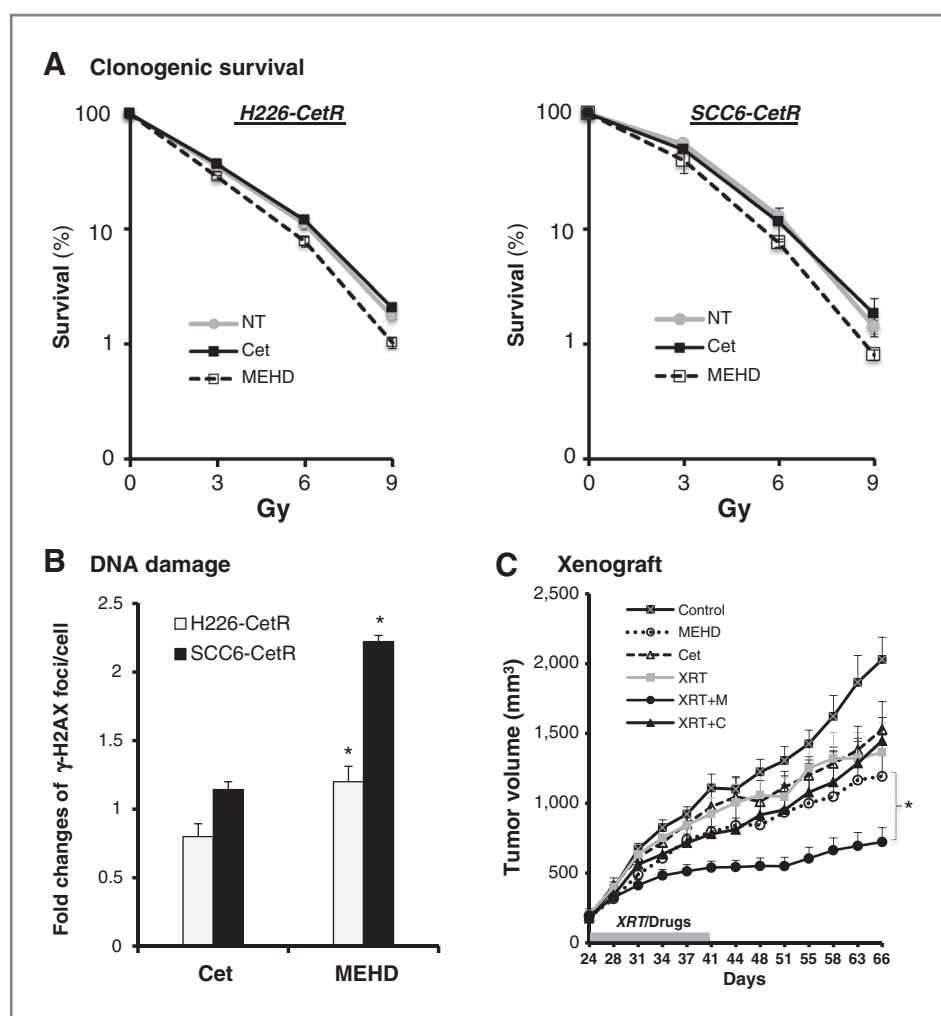 A Clonogenic survival
H226-CetR
100
10
1
0
Survival (%)
NT
Cet
MEHD
0 3 6 9
Gy
SCC6-CetR
100
10
1
0
Survival (%)
NT
Cet
MEHD
0 3 6 9
Gy
B DNA damage
2.5
2
1.5
1
0.5
0
Fold changes of γ-H2AX foci/cell
H226-CetR
SCC6-CetR
*
*
Cet MEHD
C Xenograft
2,500
2,000
1,500
1,000
500
0
Tumor volume (mm³)
Control
MEHD
Cet
XRT
XRT+M
XRT+C
*
XRT/Drugs
24 28 31 34 37 41 44 48 51 55 58 63 66
Days